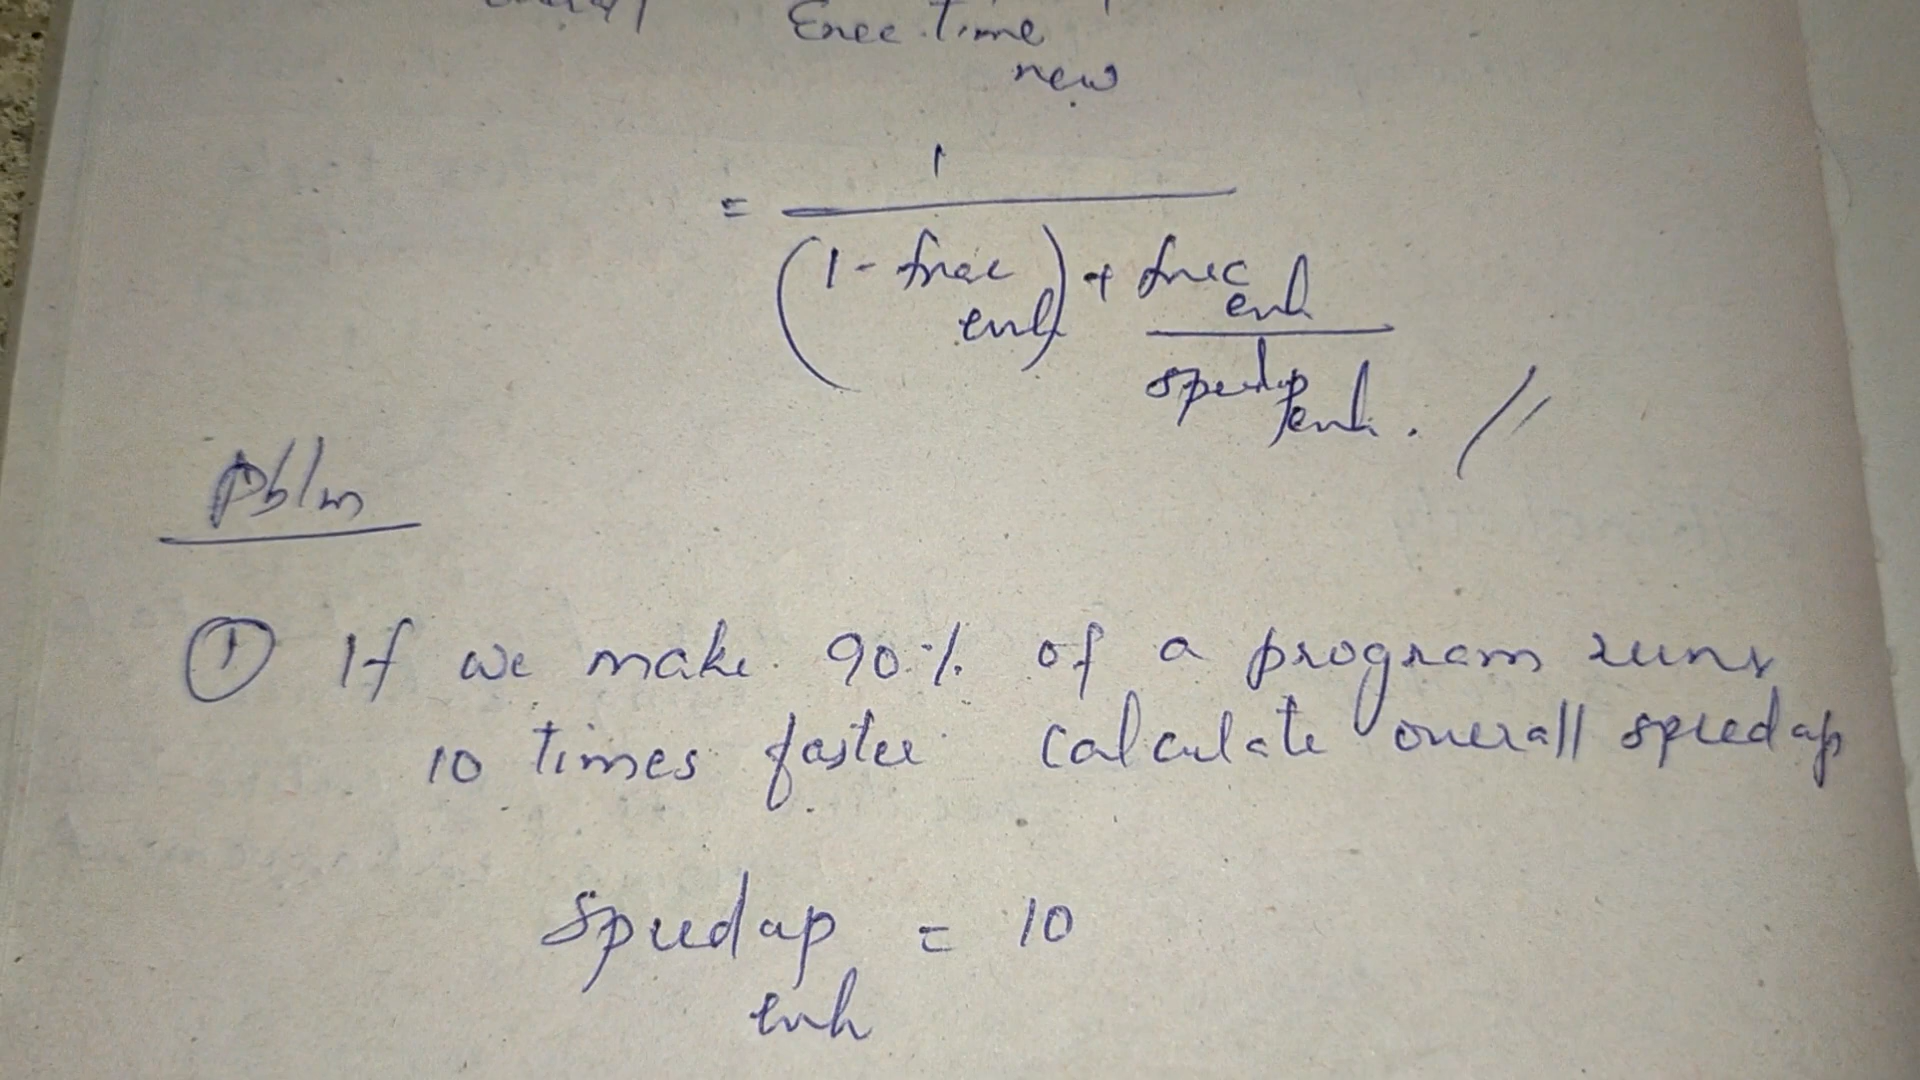 Exec. Time
new
= 1
(1 - frac enh) + frac enh
speedup enh. //
Pblm
① If we make 90% of a program runs
10 times faster calculate overall speedup
Speedup = 10
enh